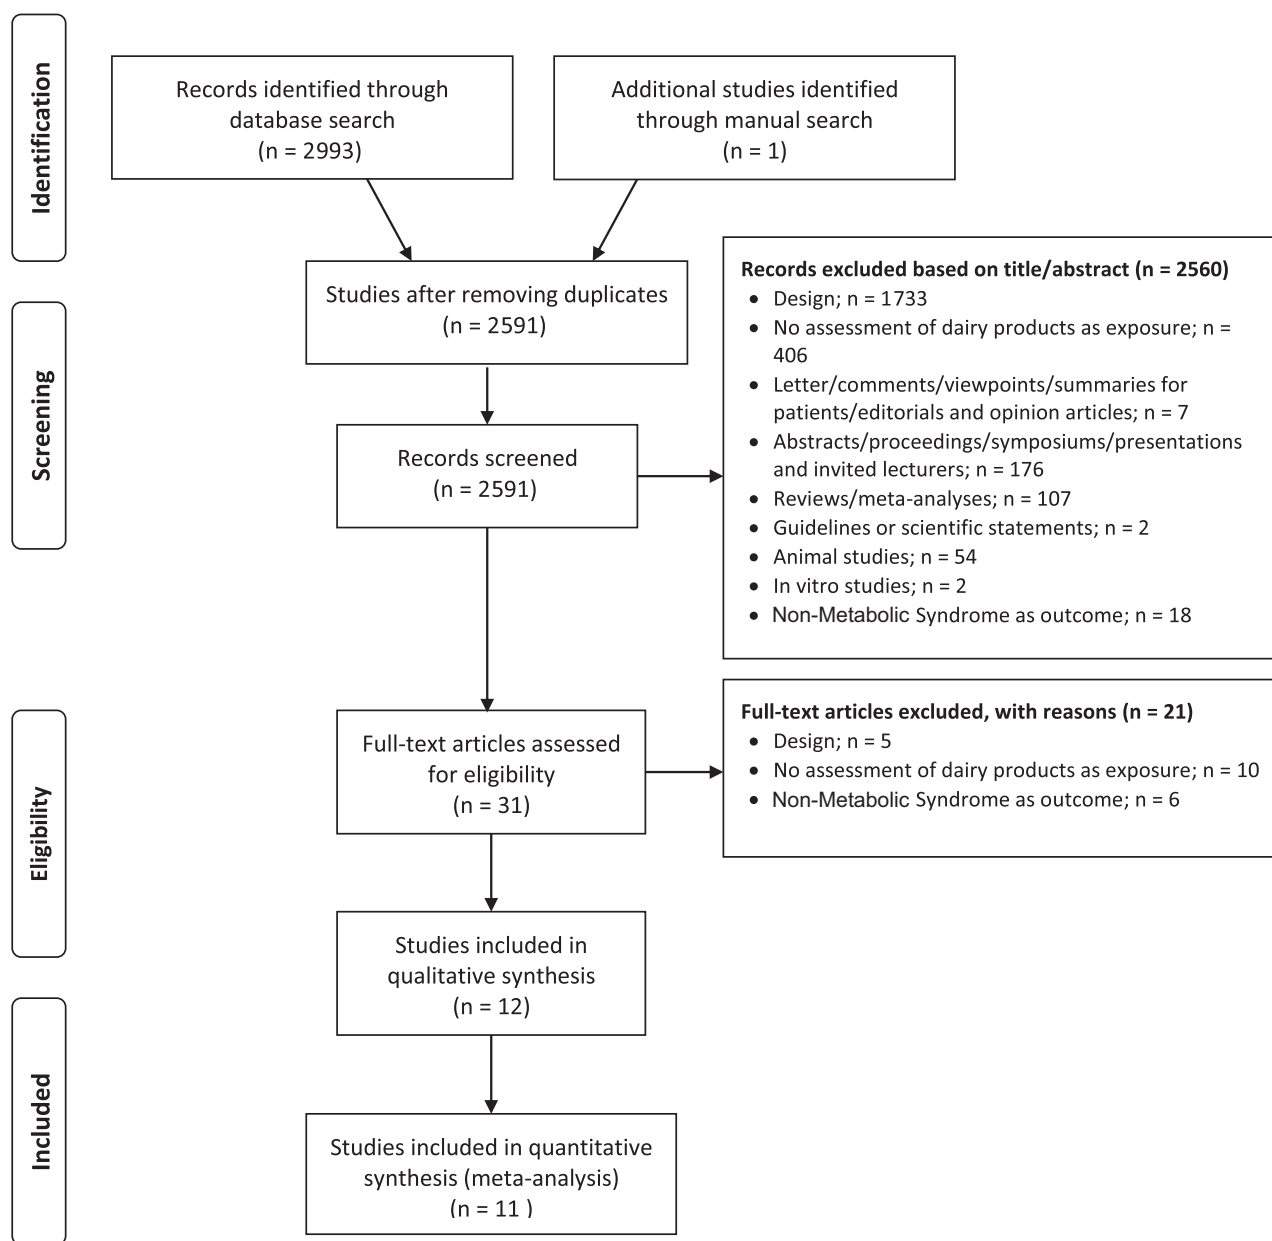 Identification
Records identified through
database search
(n = 2993)
Additional studies identified
through manual search
(n = 1)
Studies after removing duplicates
(n = 2591)
Screening
Records screened
(n = 2591)
Records excluded based on title/abstract (n = 2560)
• Design; n = 1733
• No assessment of dairy products as exposure; n =
406
• Letter/comments/viewpoints/summaries for
patients/editorials and opinion articles; n = 7
• Abstracts/proceedings/symposiums/presentations
and invited lecturers; n = 176
• Reviews/meta-analyses; n = 107
• Guidelines or scientific statements; n = 2
• Animal studies; n = 54
• In vitro studies; n = 2
• Non-Metabolic Syndrome as outcome; n = 18
Eligibility
Full-text articles assessed
for eligibility
(n = 31)
Full-text articles excluded, with reasons (n = 21)
• Design; n = 5
• No assessment of dairy products as exposure; n = 10
• Non-Metabolic Syndrome as outcome; n = 6
Studies included in
qualitative synthesis
(n = 12)
Included
Studies included in quantitative
synthesis (meta-analysis)
(n = 11 )